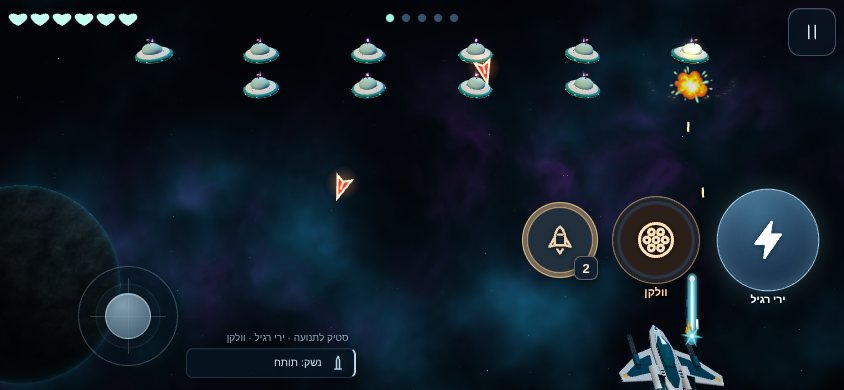 2
וולקן
ירי רגיל
סטיק לתנועה · ירי רגיל · וולקן
נשק: תותח